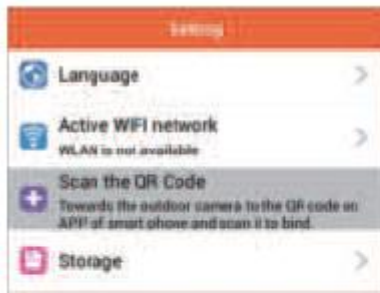 Setting
Language
Active WIFI network
WLAN is not available
Scan the QR Code
Towards the outdoor camera to the QR code on
APP of smart phone and scan it to bind.
Storage